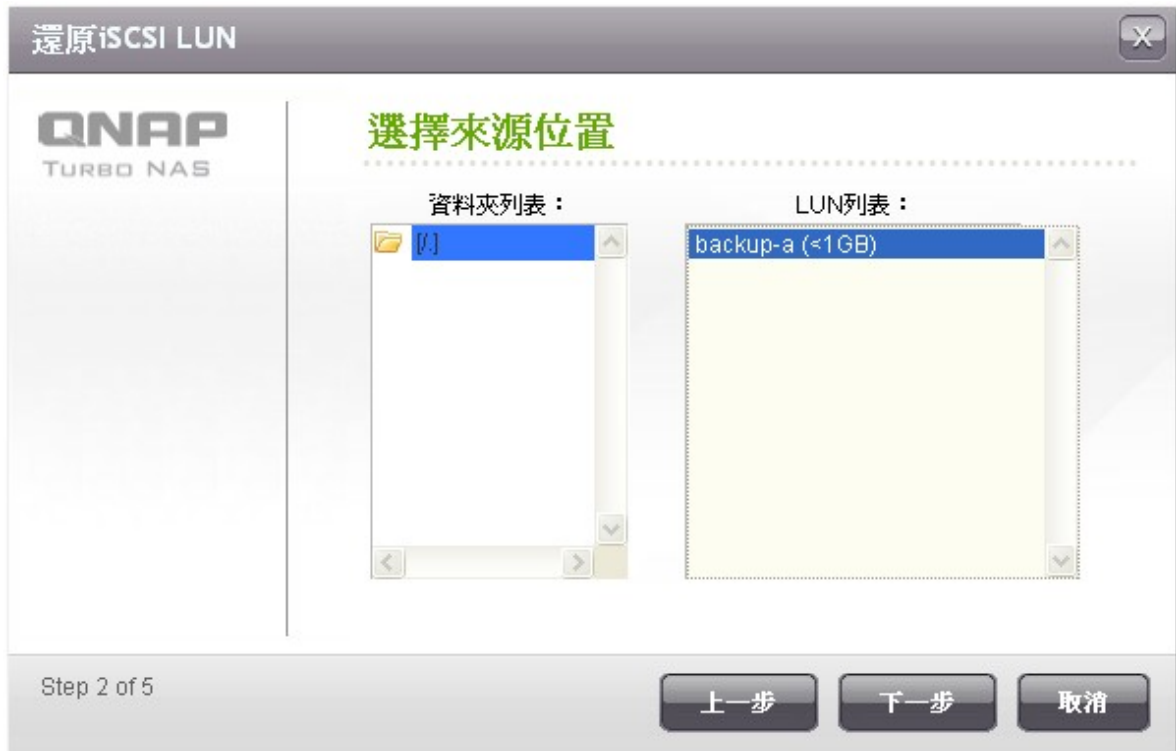 還原iSCSI LUN
X
QNAP
TURBO NAS
選擇來源位置
資料夾列表：
LUN列表：
[/.]
backup-a (<1GB)
Step 2 of 5
上一步
下一步
取消